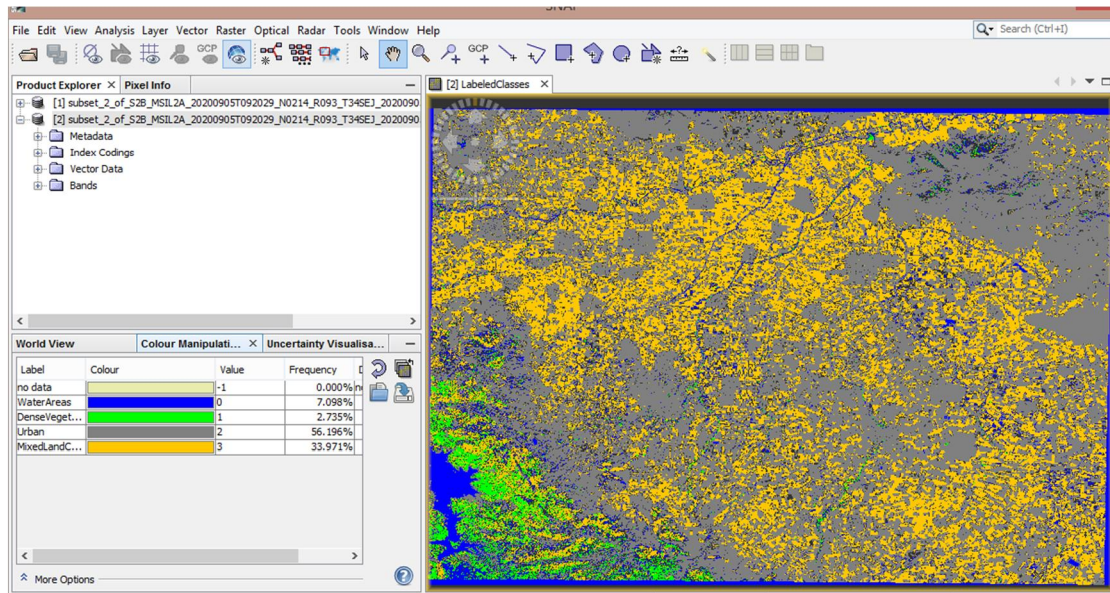 SNAP
File Edit View Analysis Layer Vector Raster Optical Radar Tools Window Help
Search (Ctrl+I)
GCP
GCP
Product Explorer × Pixel Info
[2] LabeledClasses ×
[1] subset_2_of_S2B_MSIL2A_20200905T092029_N0214_R093_T34SEJ_2020090
[2] subset_2_of_S2B_MSIL2A_20200905T092029_N0214_R093_T34SEJ_2020090
Metadata
Index Codings
Vector Data
Bands
World View Colour Manipulati... × Uncertainty Visualisa...
Label Colour Value Frequency
no data -1 0.000%
WaterAreas 0 7.098%
DenseVeget... 1 2.735%
Urban 2 56.196%
MixedLandC... 3 33.971%
More Options